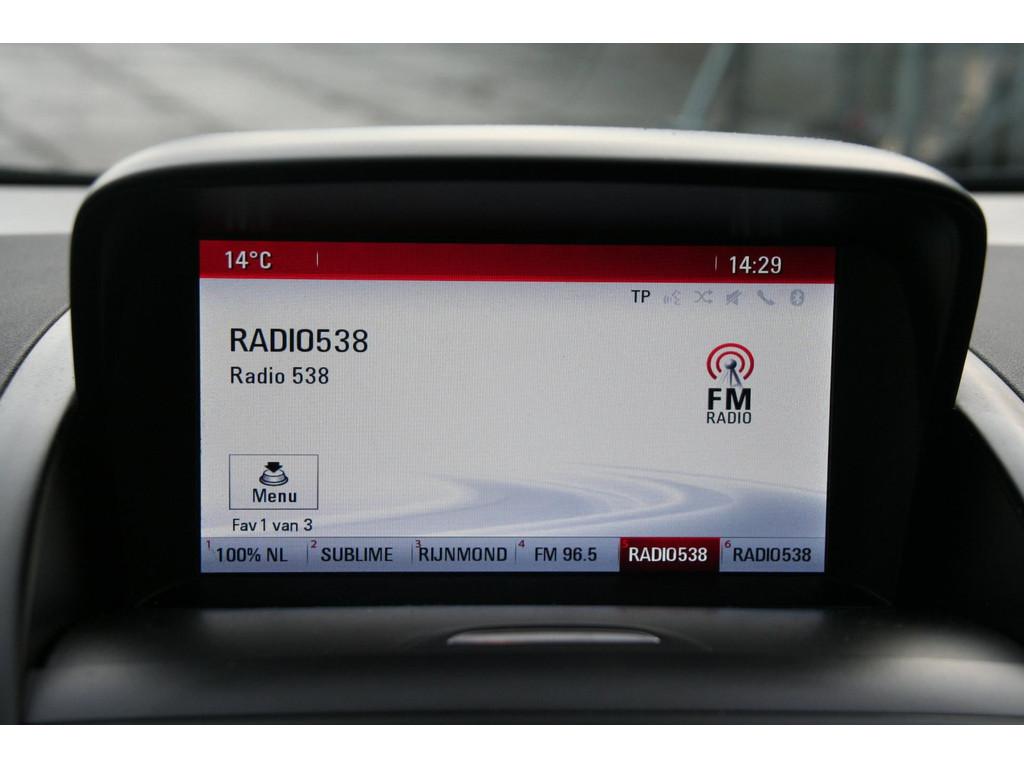 14°C 14:29
TP
RADIO538
Radio 538
FM
RADIO
Menu
Fav 1 van 3
1 100% NL 2 SUBLIME 3 RIJNMOND 4 FM 96.5 5 RADIO538 6 RADIO538